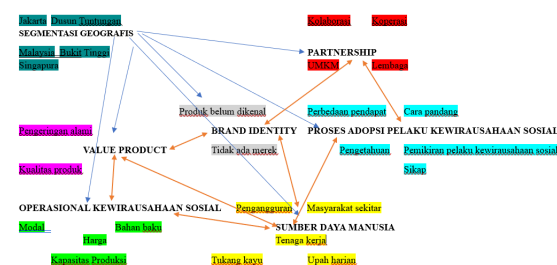 Jakarta Dusun Tuntungan Kolaborasi Koperasi
SEGMENTASI GEOGRAFIS
Malaysia Bukit Tinggi PARTNERSHIP
Singapura UMKM Lembaga
Produk belum dikenal Perbedaan pendapat Cara pandang
Pengeringan alami BRAND IDENTITY PROSES ADOPSI PELAKU KEWIRAUSAHAAN SOSIAL
VALUE PRODUCT Tidak ada merek Pengetahuan Pemikiran pelaku kewirausahaan sosial
Kualitas produk Sikap
OPERASIONAL KEWIRAUSAHAAN SOSIAL Pengangguran Masyarakat sekitar
Modal Bahan baku SUMBER DAYA MANUSIA
Harga Tenaga kerja
Kapasitas Produksi Tukang kayu Upah harian